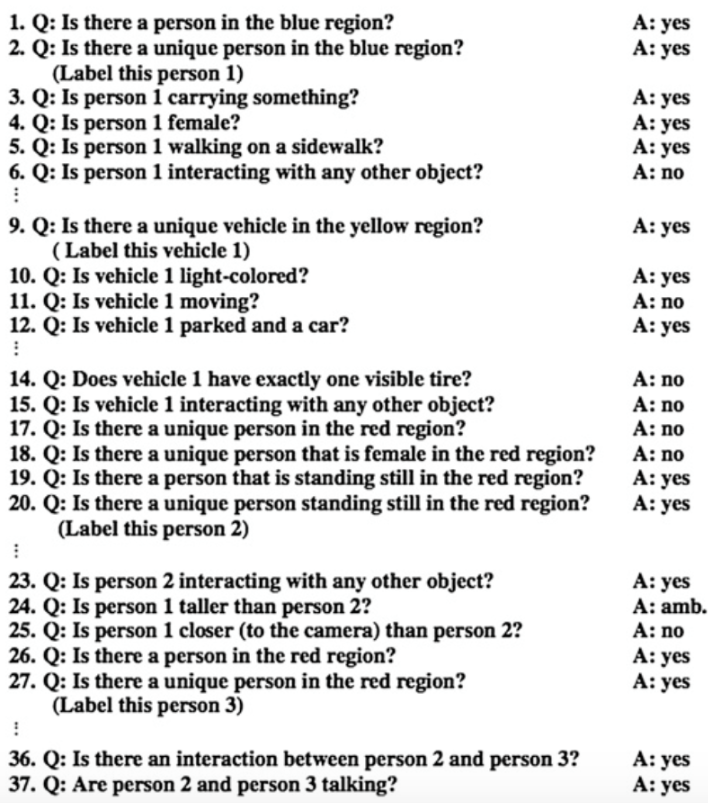 1. Q: Is there a person in the blue region? A: yes
2. Q: Is there a unique person in the blue region? A: yes
(Label this person 1)
3. Q: Is person 1 carrying something? A: yes
4. Q: Is person 1 female? A: yes
5. Q: Is person 1 walking on a sidewalk? A: yes
6. Q: Is person 1 interacting with any other object? A: no
⋮
9. Q: Is there a unique vehicle in the yellow region? A: yes
( Label this vehicle 1)
10. Q: Is vehicle 1 light-colored? A: yes
11. Q: Is vehicle 1 moving? A: no
12. Q: Is vehicle 1 parked and a car? A: yes
⋮
14. Q: Does vehicle 1 have exactly one visible tire? A: no
15. Q: Is vehicle 1 interacting with any other object? A: no
17. Q: Is there a unique person in the red region? A: no
18. Q: Is there a unique person that is female in the red region? A: no
19. Q: Is there a person that is standing still in the red region? A: yes
20. Q: Is there a unique person standing still in the red region? A: yes
(Label this person 2)
⋮
23. Q: Is person 2 interacting with any other object? A: yes
24. Q: Is person 1 taller than person 2? A: amb.
25. Q: Is person 1 closer (to the camera) than person 2? A: no
26. Q: Is there a person in the red region? A: yes
27. Q: Is there a unique person in the red region? A: yes
(Label this person 3)
⋮
36. Q: Is there an interaction between person 2 and person 3? A: yes
37. Q: Are person 2 and person 3 talking? A: yes